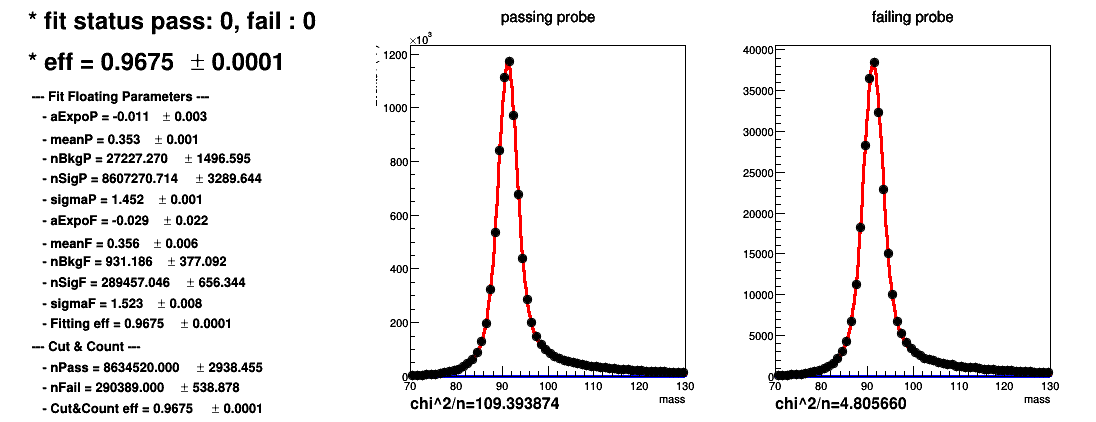 * fit status pass: 0, fail : 0
* eff = 0.9675 ± 0.0001
--- Fit Floating Parameters ---
- aExpoP = -0.011 ± 0.003
- meanP = 0.353 ± 0.001
- nBkgP = 27227.270 ± 1496.595
- nSigP = 8607270.714 ± 3289.644
- sigmaP = 1.452 ± 0.001
- aExpoF = -0.029 ± 0.022
- meanF = 0.356 ± 0.006
- nBkgF = 931.186 ± 377.092
- nSigF = 289457.046 ± 656.344
- sigmaF = 1.523 ± 0.008
- Fitting eff = 0.9675 ± 0.0001
--- Cut & Count ---
- nPass = 8634520.000 ± 2938.455
- nFail = 290389.000 ± 538.878
- Cut&Count eff = 0.9675 ± 0.0001
passing probe
×10³
1200
1000
800
600
400
200
0
70 80 90 100 110 120 130
mass
chi^2/n=109.393874
failing probe
40000
35000
30000
25000
20000
15000
10000
5000
0
70 80 90 100 110 120 130
mass
chi^2/n=4.805660